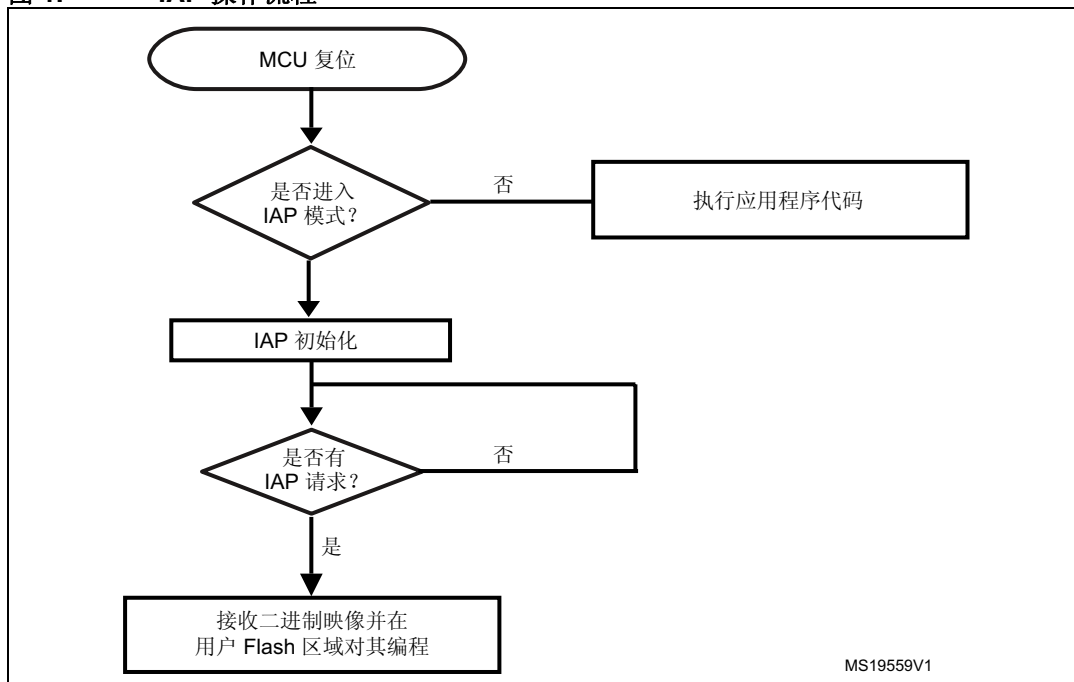 MCU 复位
是否进入
IAP 模式？
否
执行应用程序代码
IAP 初始化
是否有
IAP 请求？
否
是
接收二进制映像并在
用户 Flash 区域对其编程
MS19559V1